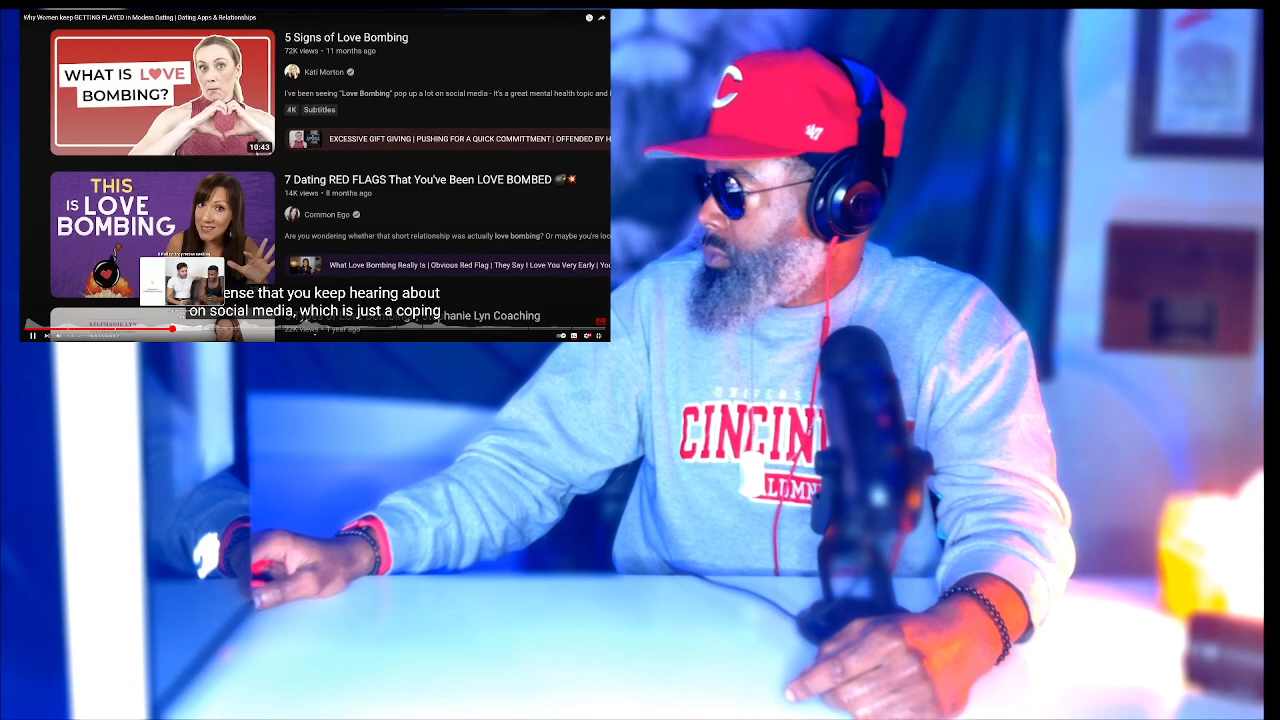 Why Women keep GETTING PLAYED in Modern Dating | Dating Apps & Relationships
WHAT IS LOVE
BOMBING?
10:43
5 Signs of Love Bombing
72K views • 11 months ago
Kati Morton
I've been seeing "Love Bombing" pop up a lot on social media - it's a great mental health topic and
4K Subtitles
EXCESSIVE GIFT GIVING | PUSHING FOR A QUICK COMMITTMENT | OFFENDED BY
THIS
IS LOVE
BOMBING
7 Dating RED FLAGS That You've Been LOVE BOMBED
14K views • 8 months ago
Common Ego
Are you wondering whether that short relationship was actually love bombing? Or maybe you're
What Love Bombing Really Is | Obvious Red Flag | They Say I Love You Very Early |
ense that you keep hearing about
on social media, which is just a coping
STEPHANIE LYN
hanie Lyn Coaching
22K views • 1 year ago
C
47
UNIVERS
CINCIN
ALUMN